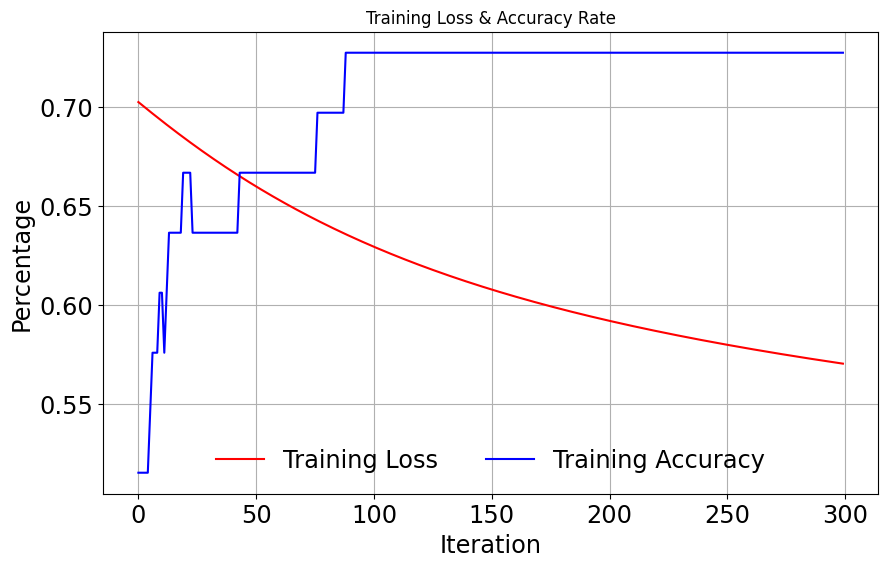 Training Loss & Accuracy Rate
Percentage
0.70
0.65
0.60
0.55
Training Loss
Training Accuracy
0
50
100
150
200
250
300
Iteration